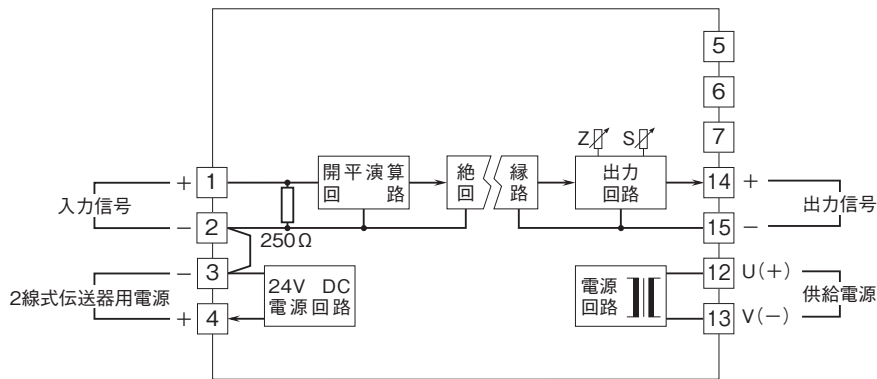 5
6
7
Z
S
開平演算
回　　路
絶
回
縁
路
出力
回路
+
1
入力信号
−
2
250Ω
14
+
出力信号
15
−
−
3
2線式伝送器用電源
+
4
24V DC
電源回路
電源
回路
12
U(+)
供給電源
13
V(−)